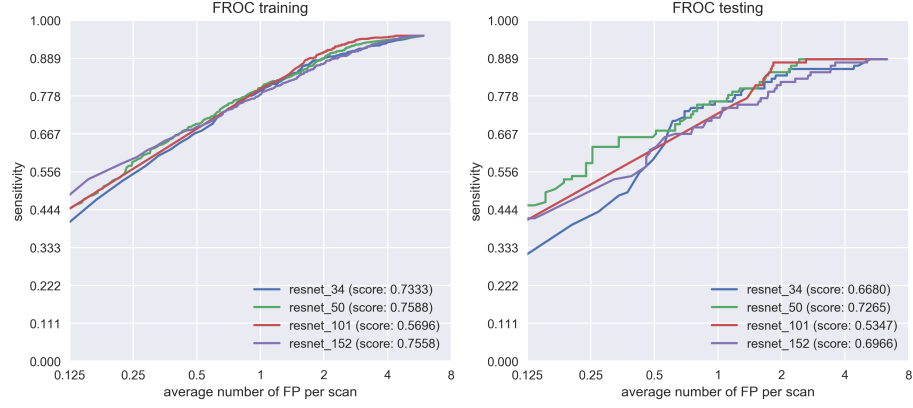 FROC training
1.000
0.889
0.778
0.667
0.556
0.444
0.333
0.222
0.111
0.000
sensitivity
resnet_34 (score: 0.7333)
resnet_50 (score: 0.7588)
resnet_101 (score: 0.5696)
resnet_152 (score: 0.7558)
0.125 0.25 0.5 1 2 4 8
average number of FP per scan
FROC testing
1.000
0.889
0.778
0.667
0.556
0.444
0.333
0.222
0.111
0.000
sensitivity
resnet_34 (score: 0.6680)
resnet_50 (score: 0.7265)
resnet_101 (score: 0.5347)
resnet_152 (score: 0.6966)
0.125 0.25 0.5 1 2 4 8
average number of FP per scan